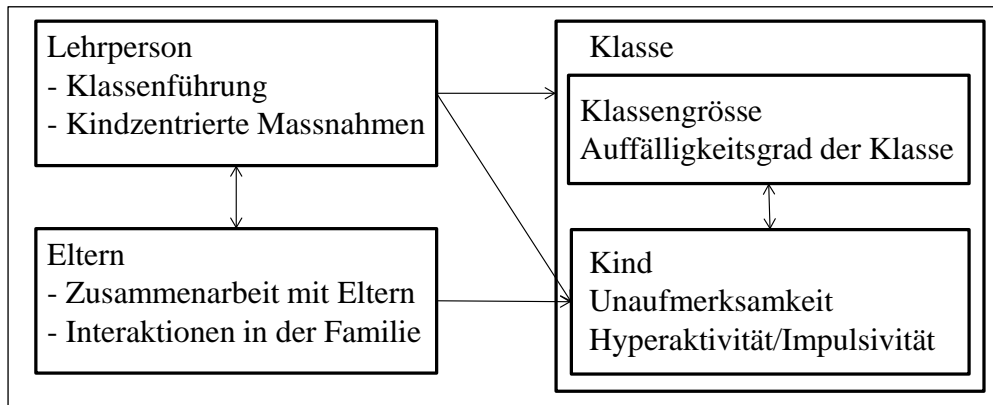 Lehrperson
- Klassenführung
- Kindzentrierte Massnahmen
Eltern
- Zusammenarbeit mit Eltern
- Interaktionen in der Familie
Klasse
Klassengrösse
Auffälligkeitsgrad der Klasse
Kind
Unaufmerksamkeit
Hyperaktivität/Impulsivität